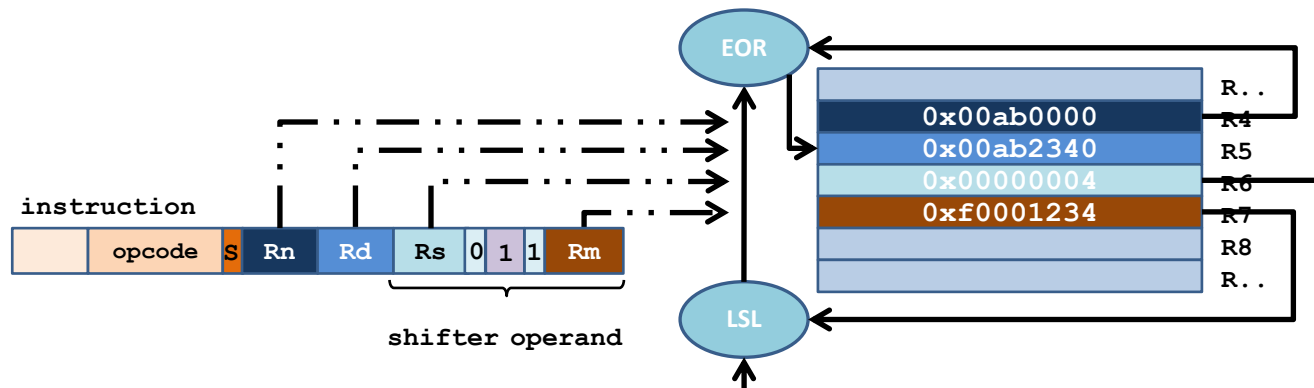 EOR
R..
0x00ab0000 R4
0x00ab2340 R5
0x00000004 R6
0xf0001234 R7
R8
R..
instruction
opcode S Rn Rd Rs 0 1 1 Rm
shifter operand
LSL